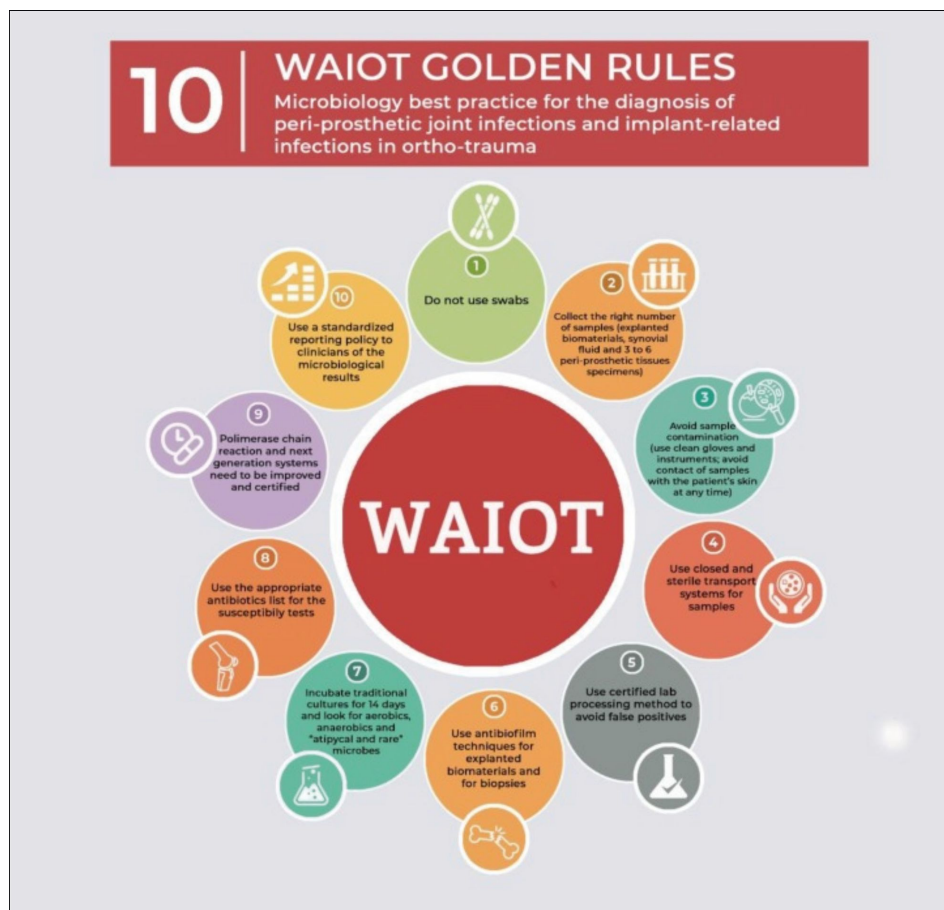 10
WAIOT GOLDEN RULES
Microbiology best practice for the diagnosis of
peri-prosthetic joint infections and implant-related
infections in ortho-trauma
1
Do not use swabs
2
Collect the right number
of samples (explanted
biomaterials, synovial
fluid and 3 to 6
peri-prosthetic tissues
specimens)
3
Avoid sample
contamination
(use clean gloves and
instruments; avoid
contact of samples
with the patient's skin
at any time)
4
Use closed and
sterile transport
systems for
samples
5
Use certified lab
processing method to
avoid false positives
6
Use antibiofilm
techniques for
explanted
biomaterials and
for biopsies
7
Incubate traditional
cultures for 14 days
and look for aerobics,
anaerobics and
"atipycal and rare"
microbes
8
Use the appropriate
antibiotics list for the
susceptibily tests
9
Polimerase chain
reaction and next
generation systems
need to be improved
and certified
10
Use a standardized
reporting policy to
clinicians of the
microbiological
results
WAIOT